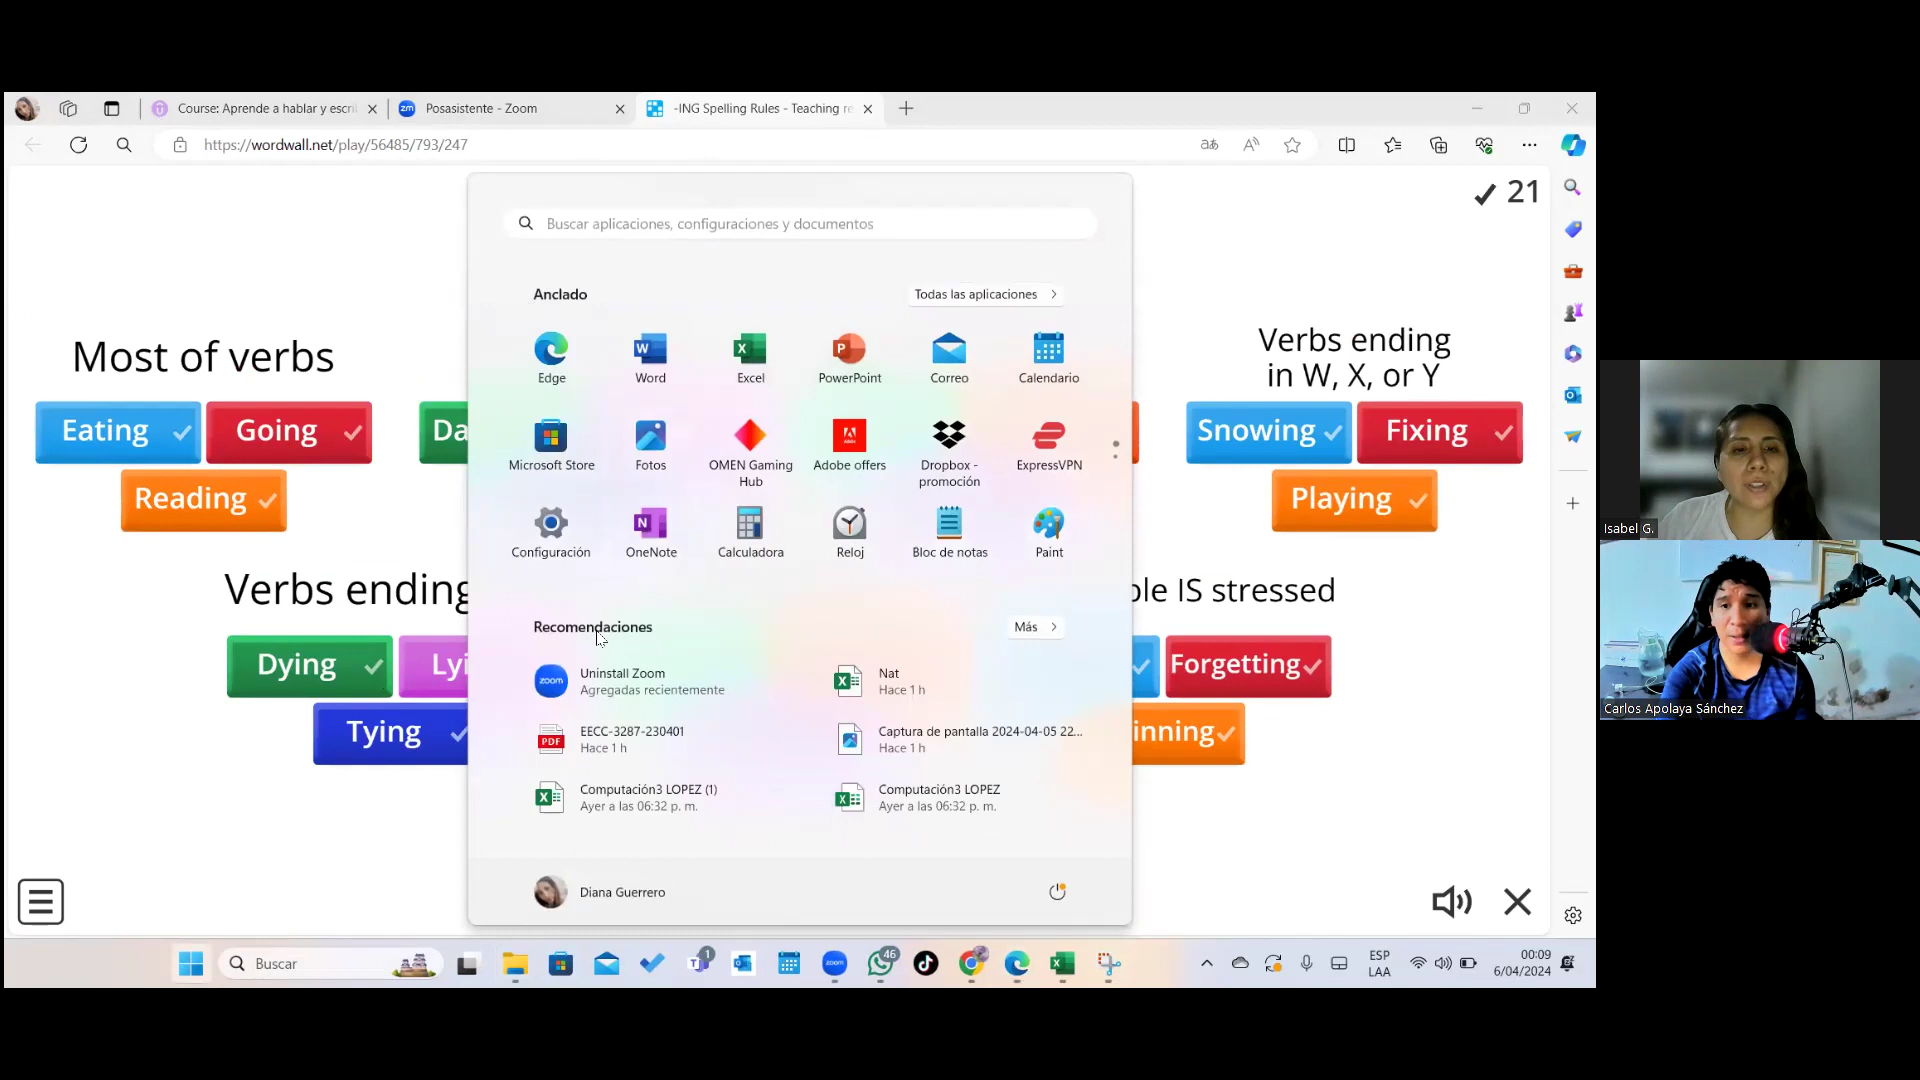 Course: Aprende a hablar y escri
Posasistente - Zoom
-ING Spelling Rules - Teaching re
https://wordwall.net/play/56485/793/247
21
Buscar aplicaciones, configuraciones y documentos
Anclado
Todas las aplicaciones
Edge
Word
Excel
PowerPoint
Correo
Calendario
Microsoft Store
Fotos
OMEN Gaming
Hub
Adobe offers
Dropbox -
promoción
ExpressVPN
Configuración
OneNote
Calculadora
Reloj
Bloc de notas
Paint
Recomendaciones
Más
Uninstall Zoom
Agregadas recientemente
Nat
Hace 1 h
EECC-3287-230401
Hace 1 h
Captura de pantalla 2024-04-05 22...
Hace 1 h
Computación3 LOPEZ (1)
Ayer a las 06:32 p. m.
Computación3 LOPEZ
Ayer a las 06:32 p. m.
Diana Guerrero
Most of verbs
Eating
Going
Reading
Da
Verbs ending
in W, X, or Y
Snowing
Fixing
Playing
Verbs ending
Dying
Lyi
Tying
ble IS stressed
Forgetting
inning
Isabel G.
Carlos Apolaya Sánchez
Buscar
1
46
ESP
LAA
00:09
6/04/2024